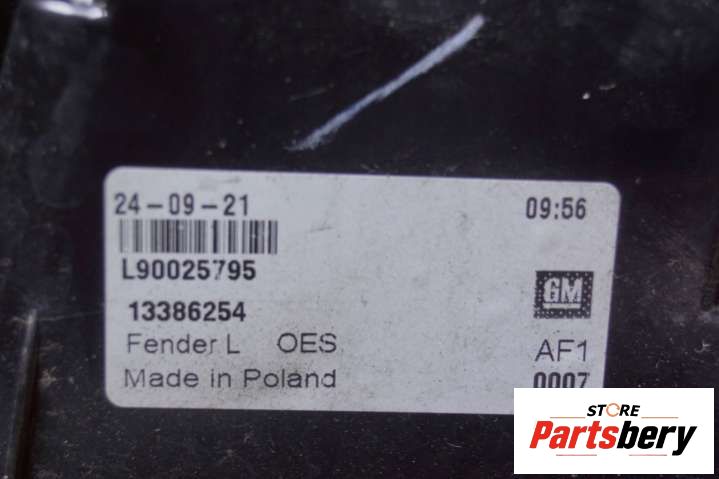 24-09-21 09:56
L90025795
GM
13386254
Fender L OES AF1
Made in Poland 0007
STORE
Partsbery